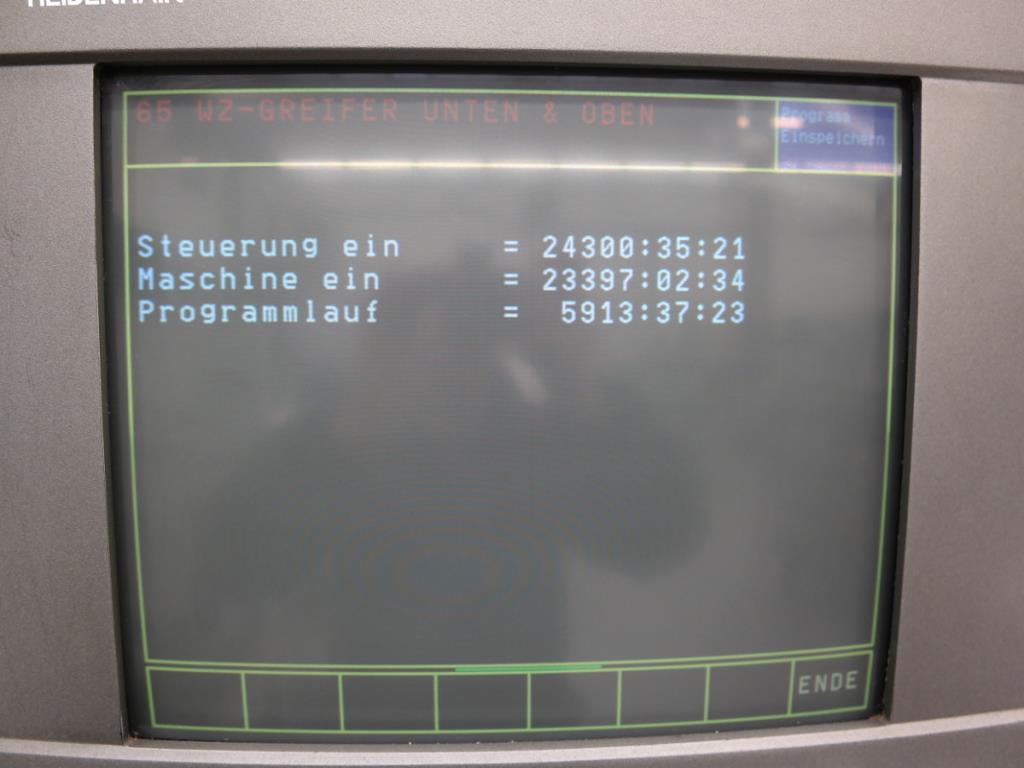 HEIDENHAIN
65 WZ-GREIFER UNTEN & OBEN
Programm
Einspeichern
Steuerung ein = 24300:35:21
Maschine ein = 23397:02:34
Programmlauf = 5913:37:23
ENDE